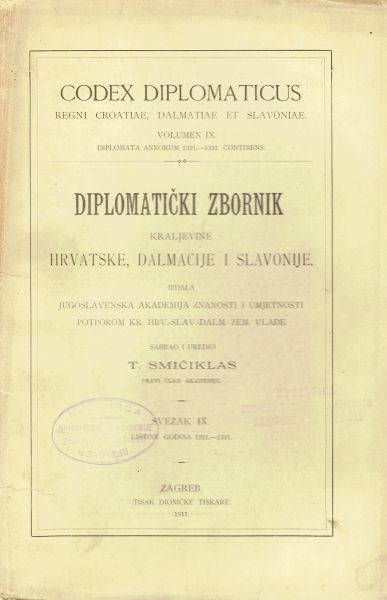 CODEX DIPLOMATICUS
REGNI CROATIAE, DALMATIAE ET SLAVONIAE.
VOLUMEN IX.
DIPLOMATA ANNORUM 1321.—1331. CONTINENS.
DIPLOMATIČKI ZBORNIK
KRALJEVINE
HRVATSKE, DALMACIJE I SLAVONIJE.
IZDALA
JUGOSLAVENSKA AKADEMIJA ZNANOSTI I UMJETNOSTI
POTPOROM KR. HRV.-SLAV.-DALM. ZEM. VLADE.
SABRAO I UREDIO
T. SMIČIKLAS
PRAVI ČLAN AKADEMIJE.
SVEZAK IX.
LISTINE GODINA 1321.—1331.
U ZAGREBU
ZAGREB.
TISAK DIONIČKE TISKARE.
1911.